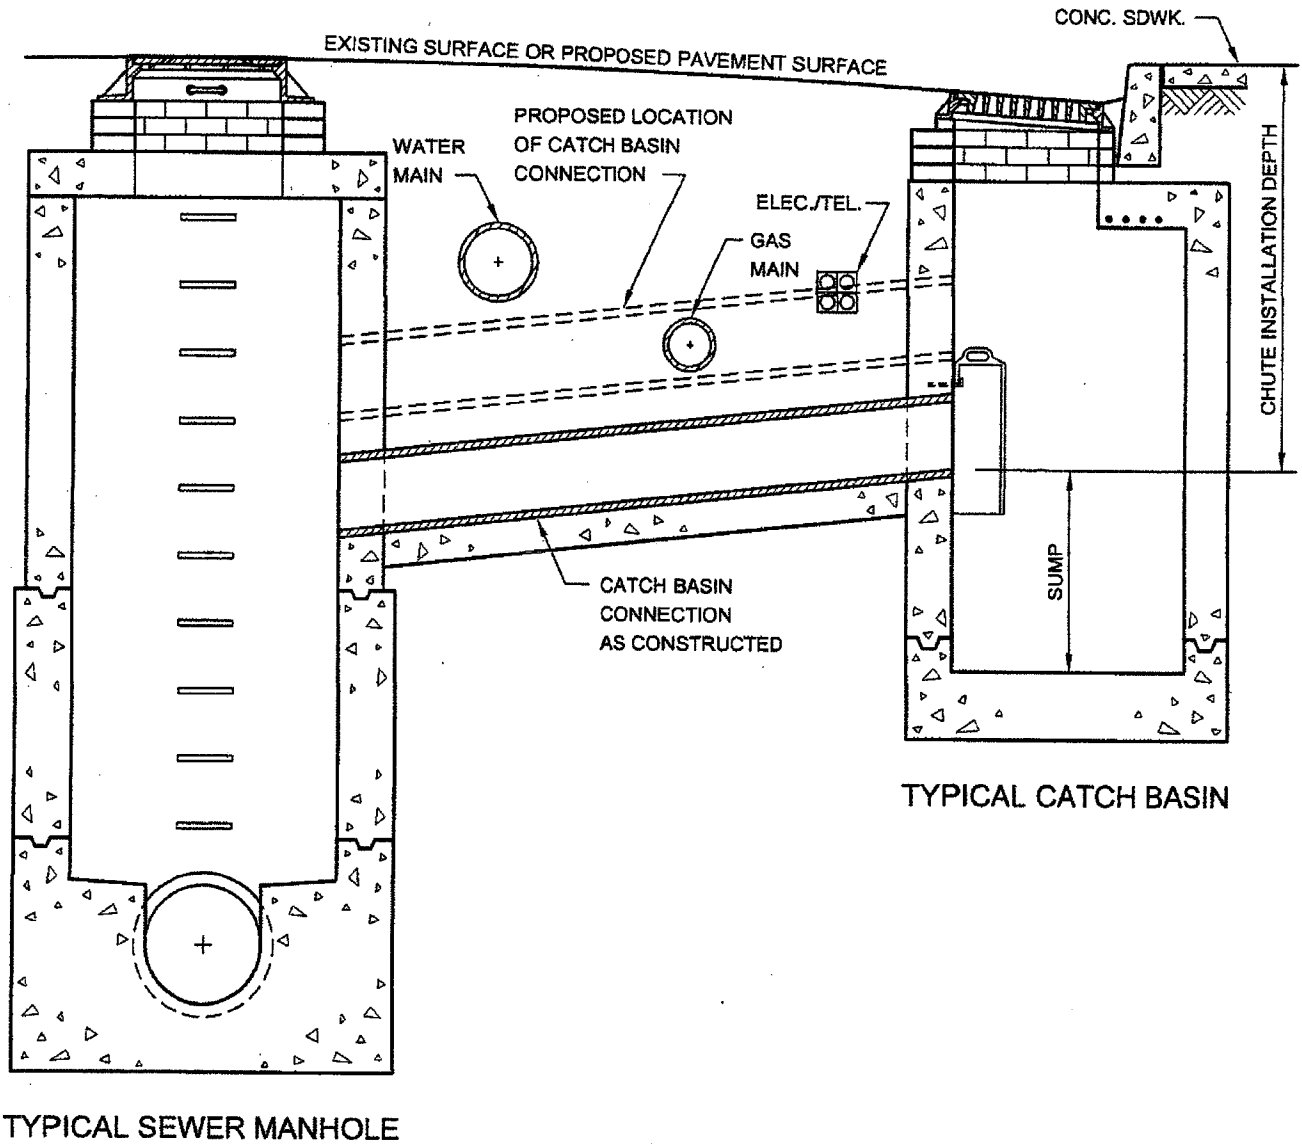 CONC. SDWK.
EXISTING SURFACE OR PROPOSED PAVEMENT SURFACE
PROPOSED LOCATION
OF CATCH BASIN
CONNECTION
WATER
MAIN
ELEC./TEL.
GAS
MAIN
CHUTE INSTALLATION DEPTH
SUMP
CATCH BASIN
CONNECTION
AS CONSTRUCTED
TYPICAL CATCH BASIN
TYPICAL SEWER MANHOLE